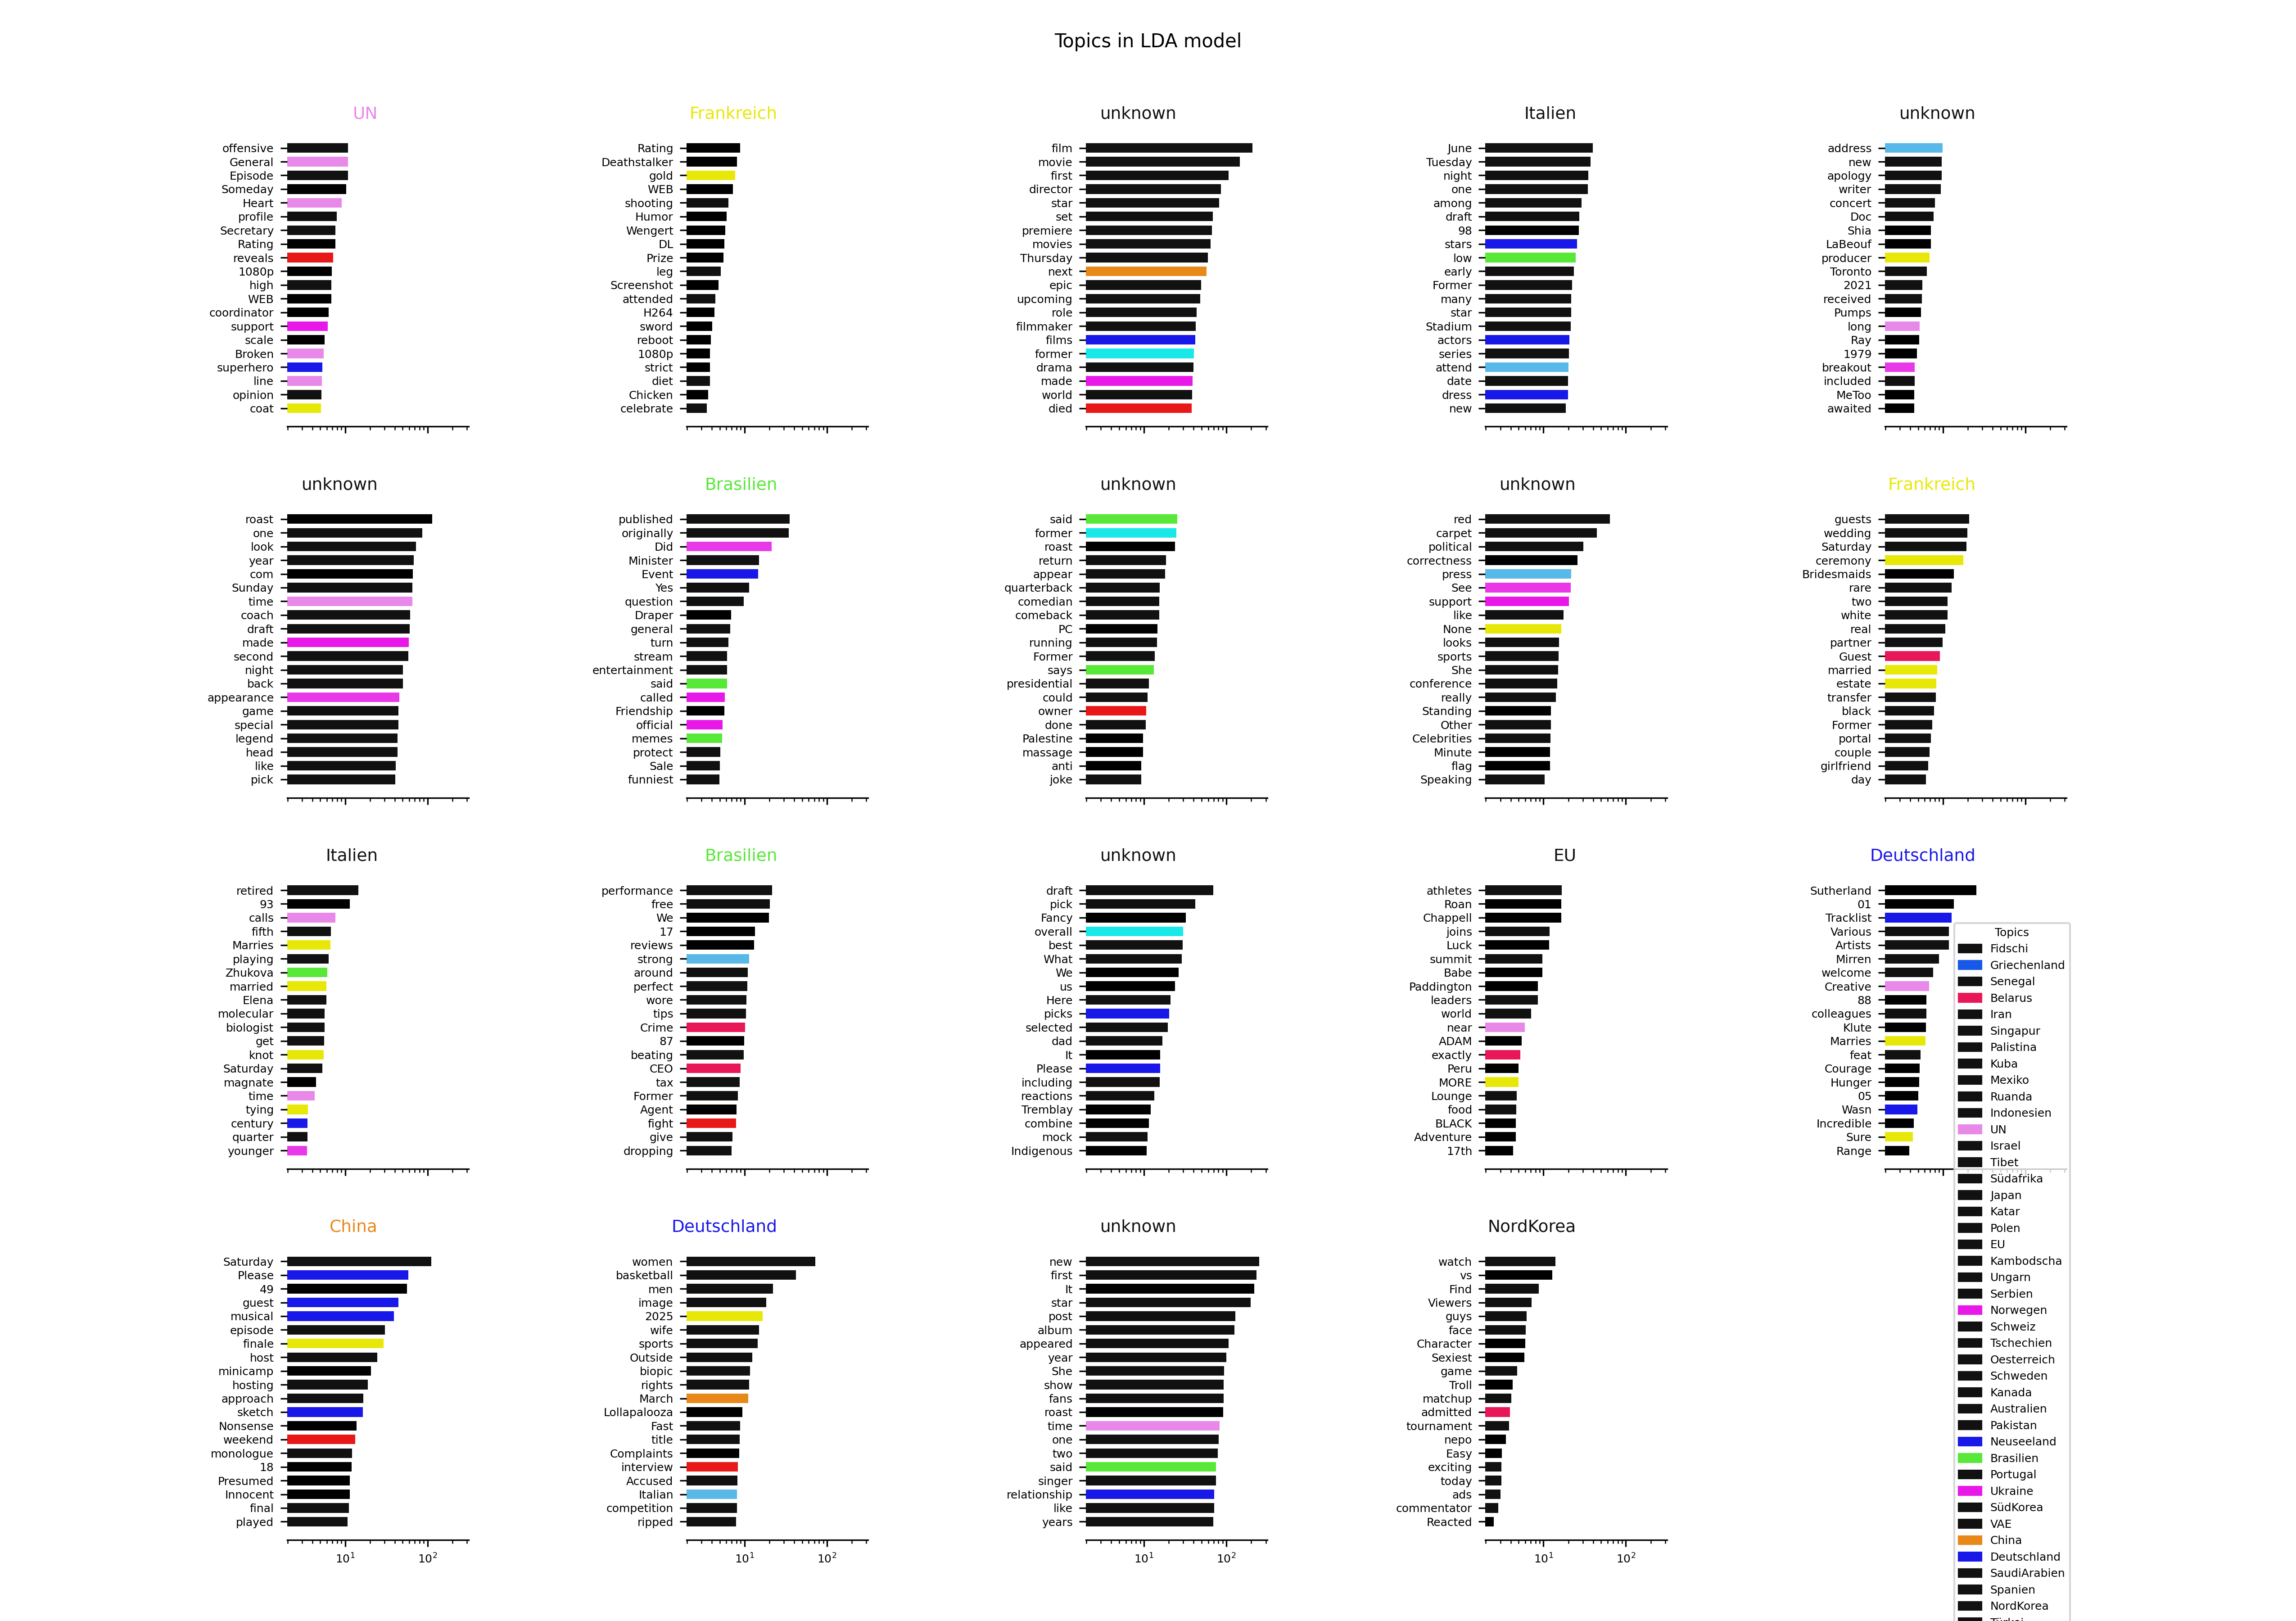 Topics in LDA model
UN
offensive
General
Episode
Someday
Heart
profile
Secretary
Rating
reveals
1080p
high
WEB
coordinator
support
scale
Broken
superhero
line
opinion
coat
Frankreich
Rating
Deathstalker
gold
WEB
shooting
Humor
Wengert
DL
Prize
leg
Screenshot
attended
H264
sword
reboot
1080p
strict
diet
Chicken
celebrate
unknown
film
movie
first
director
star
set
premiere
movies
Thursday
next
epic
upcoming
role
filmmaker
films
former
drama
made
world
died
Italien
June
Tuesday
night
one
among
draft
98
stars
low
early
Former
many
star
Stadium
actors
series
attend
date
dress
new
unknown
address
new
apology
writer
concert
Doc
Shia
LaBeouf
producer
Toronto
2021
received
Pumps
long
Ray
1979
breakout
included
MeToo
awaited
unknown
roast
one
look
year
com
Sunday
time
coach
draft
made
second
night
back
appearance
game
special
legend
head
like
pick
Brasilien
published
originally
Did
Minister
Event
Yes
question
Draper
general
turn
stream
entertainment
said
called
Friendship
official
memes
protect
Sale
funniest
unknown
said
former
roast
return
appear
quarterback
comedian
comeback
PC
running
Former
says
presidential
could
owner
done
Palestine
massage
anti
joke
unknown
red
carpet
political
correctness
press
See
support
like
None
looks
sports
She
conference
really
Standing
Other
Celebrities
Minute
flag
Speaking
Frankreich
guests
wedding
Saturday
ceremony
Bridesmaids
rare
two
white
real
partner
Guest
married
estate
transfer
black
Former
portal
couple
girlfriend
day
Italien
retired
93
calls
fifth
Marries
playing
Zhukova
married
Elena
molecular
biologist
get
knot
Saturday
magnate
time
tying
century
quarter
younger
Brasilien
performance
free
We
17
reviews
strong
around
perfect
wore
tips
Crime
87
beating
CEO
tax
Former
Agent
fight
give
dropping
unknown
draft
pick
Fancy
overall
best
What
We
us
Here
picks
selected
dad
It
Please
including
reactions
Tremblay
combine
mock
Indigenous
EU
athletes
Roan
Chappell
joins
Luck
summit
Babe
Paddington
leaders
world
near
ADAM
exactly
Peru
MORE
Lounge
food
BLACK
Adventure
17th
Deutschland
Sutherland
01
Tracklist
Various
Artists
Mirren
welcome
Creative
88
colleagues
Klute
Marries
feat
Courage
Hunger
05
Wasn
Incredible
Sure
Range
China
Saturday
Please
49
guest
musical
episode
finale
host
minicamp
hosting
approach
sketch
Nonsense
weekend
monologue
18
Presumed
Innocent
final
played
10¹ 10²
Deutschland
women
basketball
men
image
2025
wife
sports
Outside
biopic
rights
March
Lollapalooza
Fast
title
Complaints
interview
Accused
Italian
competition
ripped
10¹ 10²
unknown
new
first
It
star
post
album
appeared
year
She
show
fans
roast
time
one
two
said
singer
relationship
like
years
10¹ 10²
NordKorea
watch
vs
Find
Viewers
guys
face
Character
Sexiest
game
Troll
matchup
admitted
tournament
nepo
Easy
exciting
today
ads
commentator
Reacted
10¹ 10²
Topics
Fidschi
Griechenland
Senegal
Belarus
Iran
Singapur
Palistina
Kuba
Mexiko
Ruanda
Indonesien
UN
Israel
Tibet
Südafrika
Japan
Katar
Polen
EU
Kambodscha
Ungarn
Serbien
Norwegen
Schweiz
Tschechien
Oesterreich
Schweden
Kanada
Australien
Pakistan
Neuseeland
Brasilien
Portugal
Ukraine
SüdKorea
VAE
China
Deutschland
SaudiArabien
Spanien
NordKorea